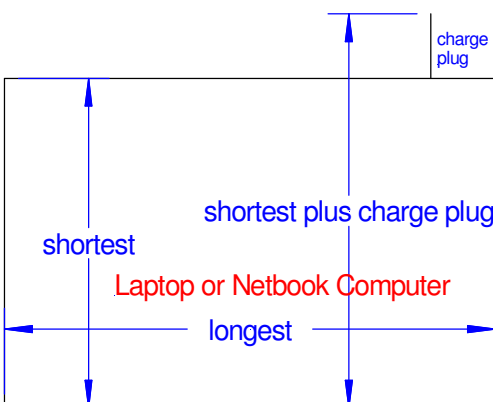 charge
plug
shortest plus charge plug
shortest
Laptop or Netbook Computer
longest